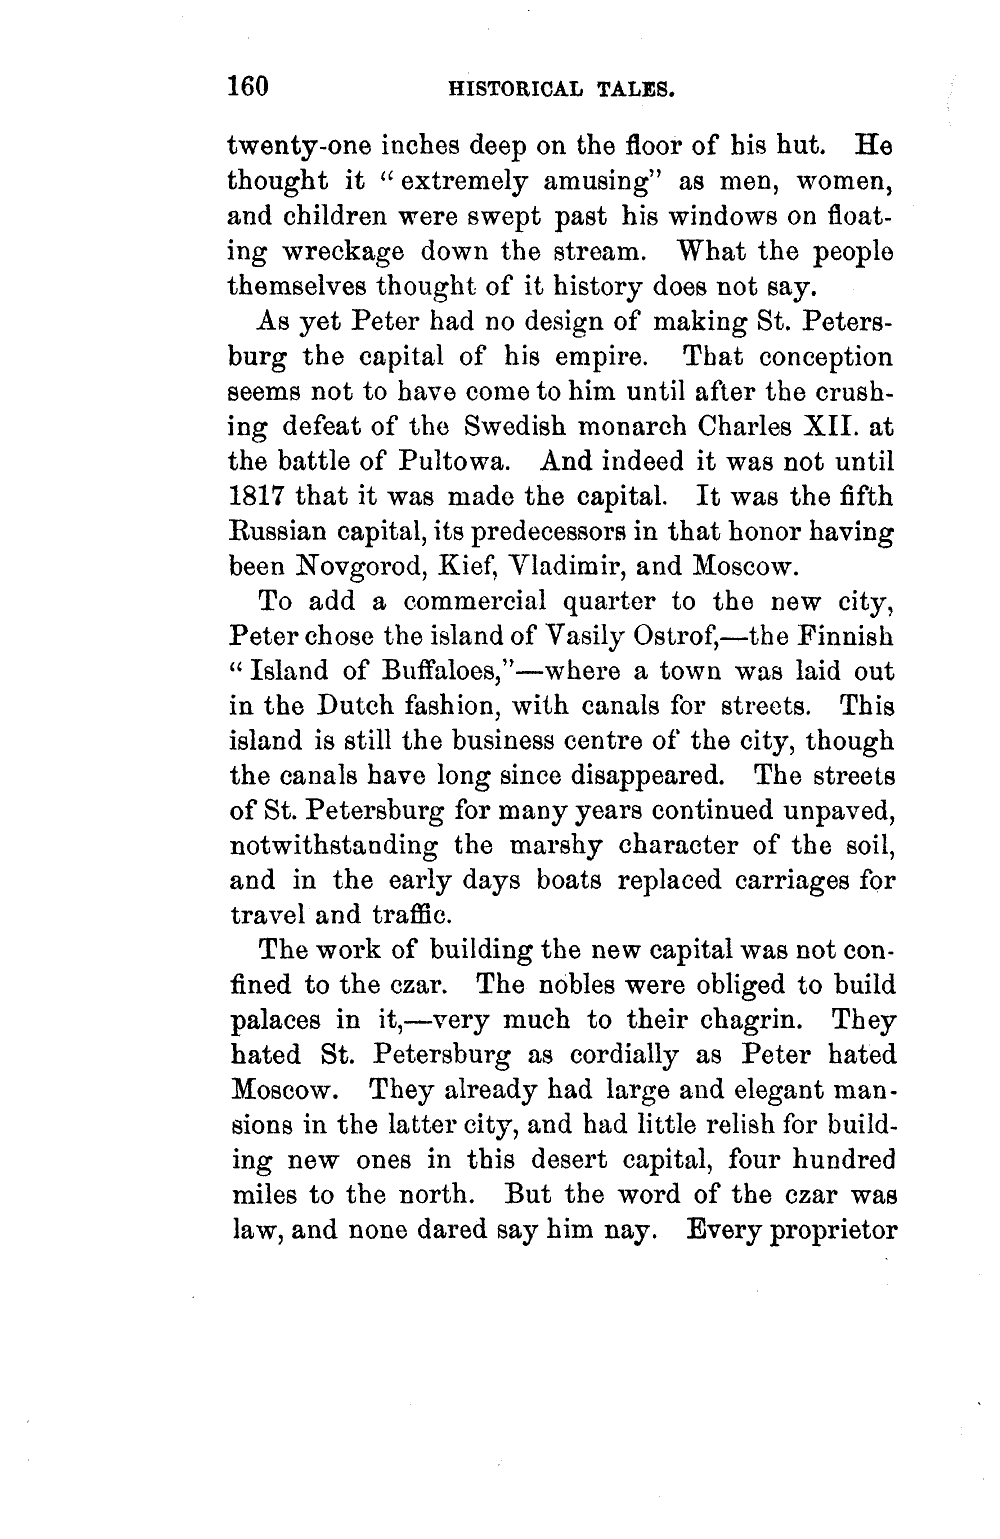 160 HISTORICAL TALES.
twenty-one inches deep on the floor of his hut. He
thought it “ extremely amusing” as men, women,
and children were swept past his windows on float-
ing wreckage down the stream. What the people
themselves thought of it history does not say.
As yet Peter had no design of making St. Peters-
burg the capital of his empire. That conception
seems not to have come to him until after the crush-
ing defeat of the Swedish monarch Charles XII. at
the battle of Pultowa. And indeed it was not until
1817 that it was made the capital. It was the fifth
Russian capital, its predecessors in that honor having
been Novgorod, Kief, Vladimir, and Moscow.
To add a commercial quarter to the new city,
Peter chose the island of Vasily Ostrof,—the Finnish
“ Island of Buffaloes,”—where a town was laid out
in the Dutch fashion, with canals for streets. This
island is still the business centre of the city, though
the canals have long since disappeared. The streets
of St. Petersburg for many years continued unpaved,
notwithstanding the marshy character of the soil,
and in the early days boats replaced carriages for
travel and traffic.
The work of building the new capital was not con-
fined to the czar. The nobles were obliged to build
palaces in it,—very much to their chagrin. They
hated St. Petersburg as cordially as Peter hated
Moscow. They already had large and elegant man-
sions in the latter city, and had little relish for build-
ing new ones in this desert capital, four hundred
miles to the north. But the word of the czar was
law, and none dared say him nay. Every proprietor